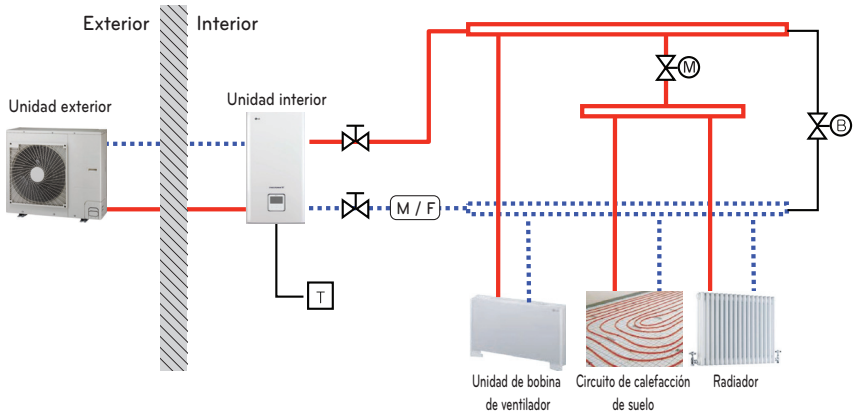 Exterior
Interior
Unidad exterior
Unidad interior
M
B
M / F
T
Unidad de bobina
de ventilador
Circuito de calefacción
de suelo
Radiador